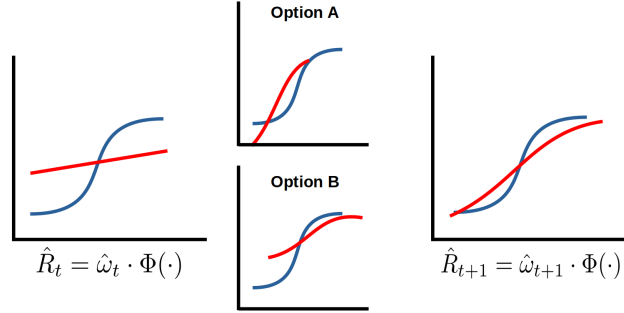 Option A
Option B
$\hat{R}_t = \hat{\omega}_t \cdot \Phi(\cdot)$
$\hat{R}_{t+1} = \hat{\omega}_{t+1} \cdot \Phi(\cdot)$